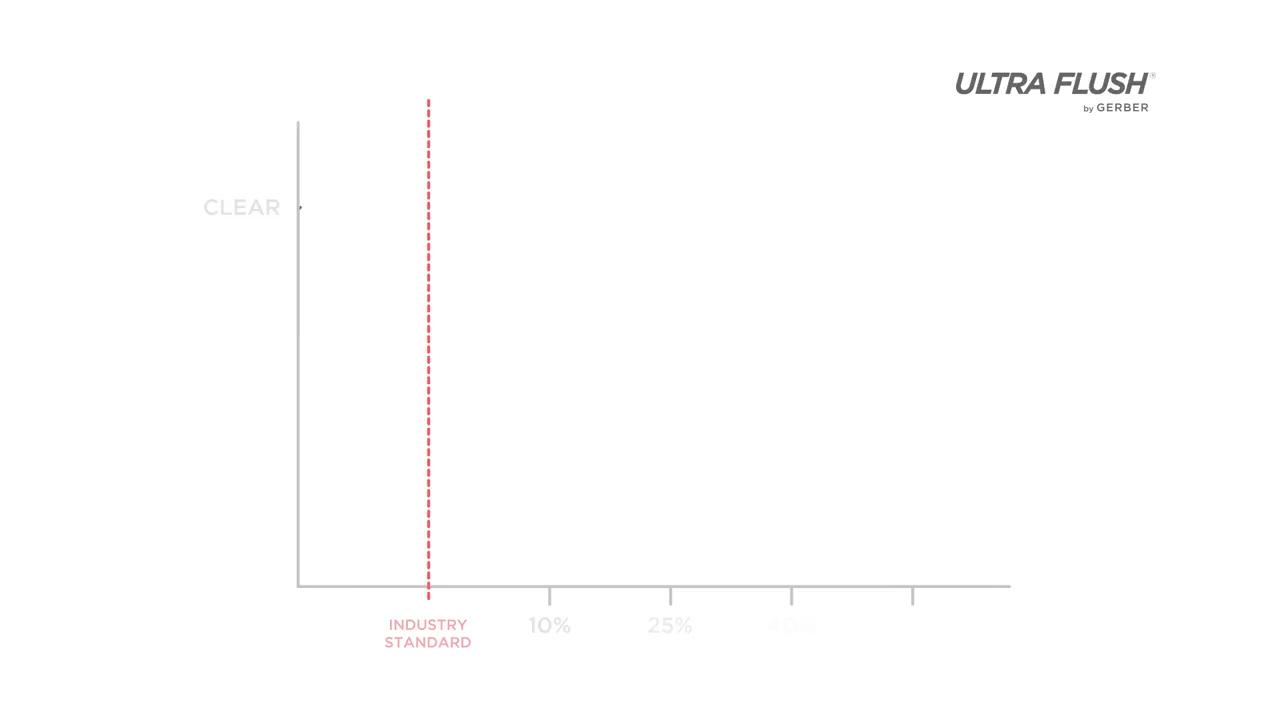 ULTRA FLUSH®
by GERBER
CLEAR
INDUSTRY
STANDARD
10%
25%